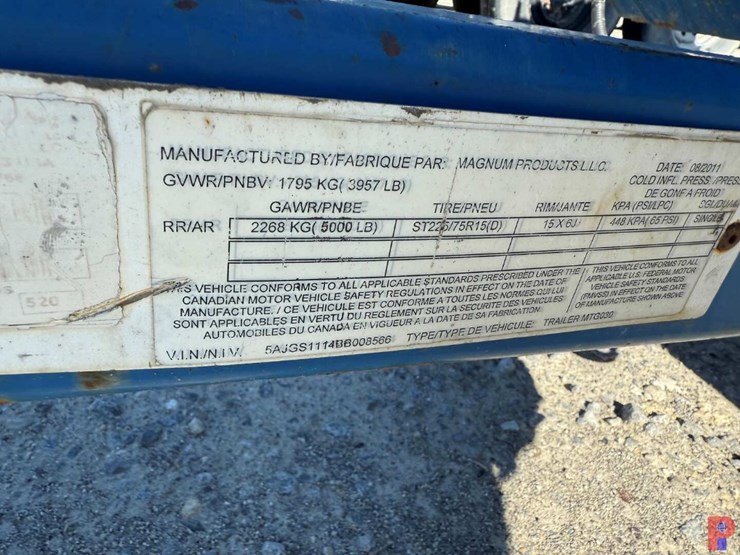 MANUFACTURED BY/FABRIQUE PAR: MAGNUM PRODUCTS L.L.C. DATE: 08/2011
GVWR/PNBV: 1795 KG( 3957 LB) COLD INFL. PRESS./PRESS.
DE GONF A FROID
GAWR/PNBE TIRE/PNEU RIM/JANTE KPA (PSI/LPC)
RR/AR 2268 KG( 5000 LB) ST225/75R15(D) 15 X 6J 448 KPA( 65 PSI) SINGLE
THIS VEHICLE CONFORMS TO ALL APPLICABLE STANDARDS PRESCRIBED UNDER THE
CANADIAN MOTOR VEHICLE SAFETY REGULATIONS IN EFFECT ON THE DATE OF
MANUFACTURE. / CE VEHICULE EST CONFORME A TOUTES LES NORMES QUI LUI
SONT APPLICABLES EN VERTU DU REGLEMENT SUR LA SECURITE DES VEHICULES
AUTOMOBILES DU CANADA EN VIGUEUR A LA DATE DE SA FABRICATION.
THIS VEHICLE CONFORMS TO ALL
APPLICABLE U.S. FEDERAL MOTOR
VEHICLE SAFETY STANDARDS
(FMVSS) IN EFFECT ON THE DATE
OF MANUFACTURE SHOWN ABOVE.
V.I.N./N.I.V. 5AJGS1114BB008566 TYPE/TYPE DE VEHICULE: TRAILER MTG030
520